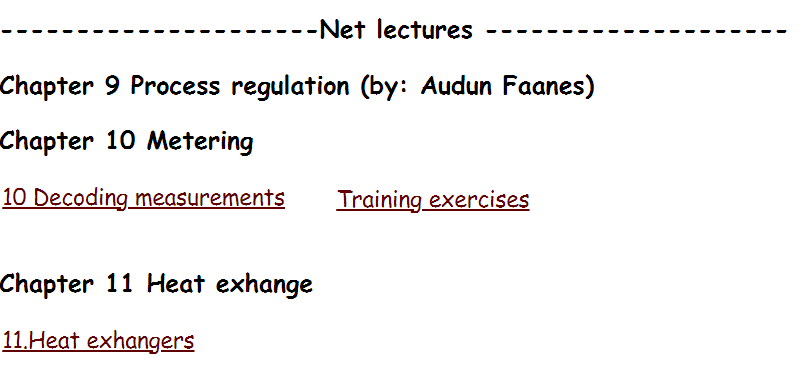 ---------------------Net lectures --------------------
Chapter 9 Process regulation (by: Audun Faanes)
Chapter 10 Metering
10 Decoding measurements Training exercises
Chapter 11 Heat exhange
11.Heat exhangers